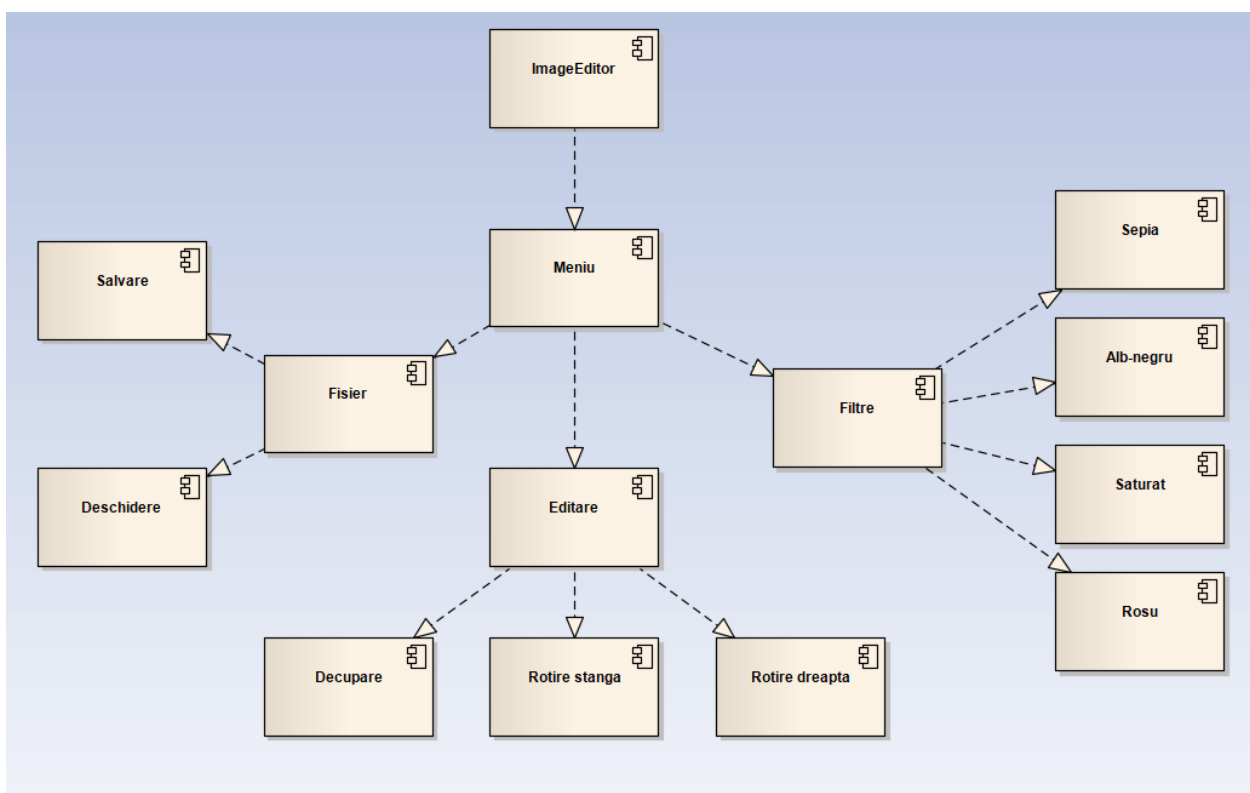 ImageEditor
Meniu
Sepia
Salvare
Alb-negru
Fisier
Filtre
Deschidere
Editare
Saturat
Rosu
Decupare
Rotire stanga
Rotire dreapta